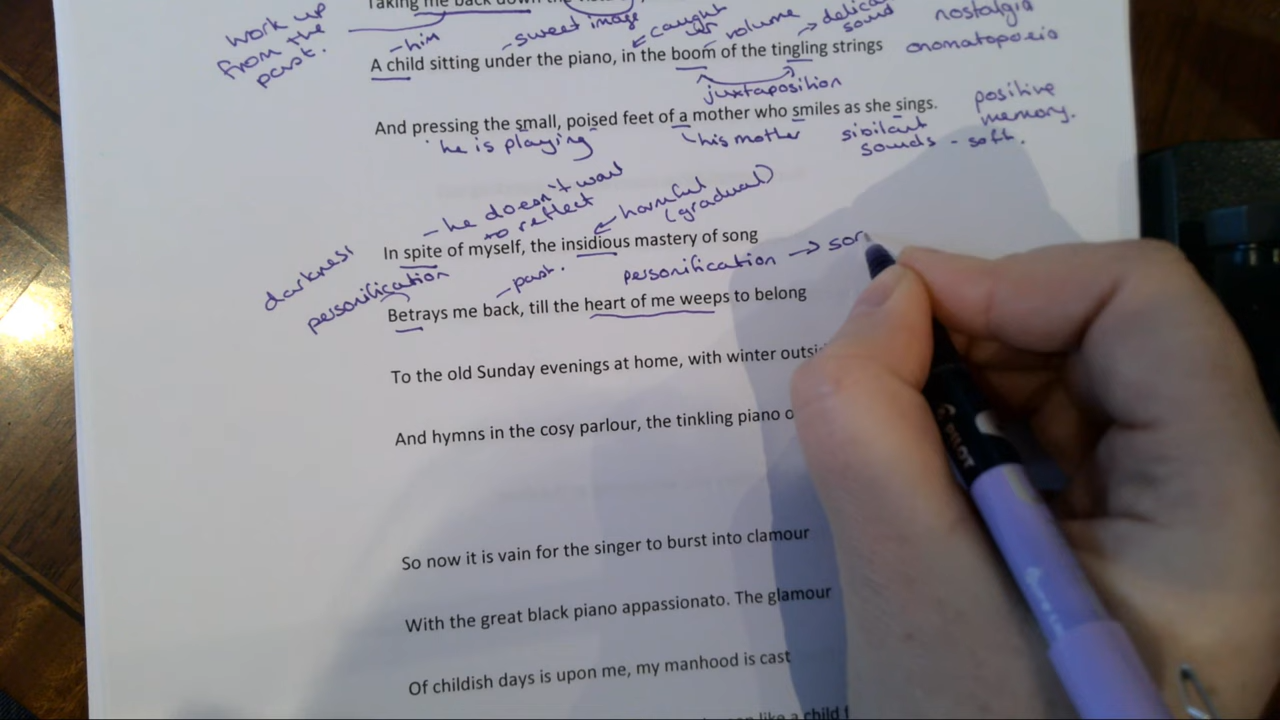 Taking me back down the
work up
from the
past.
-him
-sweet image
caught
volume
delica
sound
nostalgia
A child sitting under the piano, in the boom of the tingling strings
onomatopoeia
juxtaposition
And pressing the small, poised feet of a mother who smiles as she sings.
he is playing
his mother
sibilant
sounds - soft.
positive
memory.
-he doesn't want
to reflect
harmful
(gradual)
In spite of myself, the insidious mastery of song
darkness
personification
-past.
personification → sor
Betrays me back, till the heart of me weeps to belong
To the old Sunday evenings at home, with winter outsi
And hymns in the cosy parlour, the tinkling piano o
So now it is vain for the singer to burst into clamour
With the great black piano appassionato. The glamour
Of childish days is upon me, my manhood is cast
like a child f
PILOT